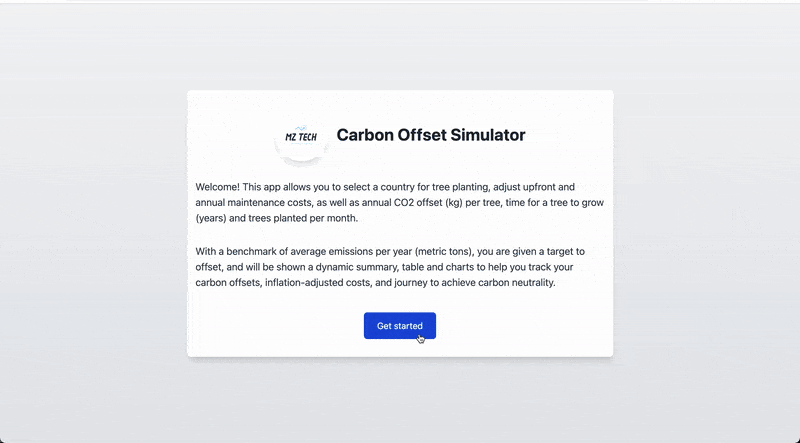 MZ TECH
Carbon Offset Simulator
Welcome! This app allows you to select a country for tree planting, adjust upfront and
annual maintenance costs, as well as annual CO2 offset (kg) per tree, time for a tree to grow
(years) and trees planted per month.
With a benchmark of average emissions per year (metric tons), you are given a target to
offset, and will be shown a dynamic summary, table and charts to help you track your
carbon offsets, inflation-adjusted costs, and journey to achieve carbon neutrality.
Get started